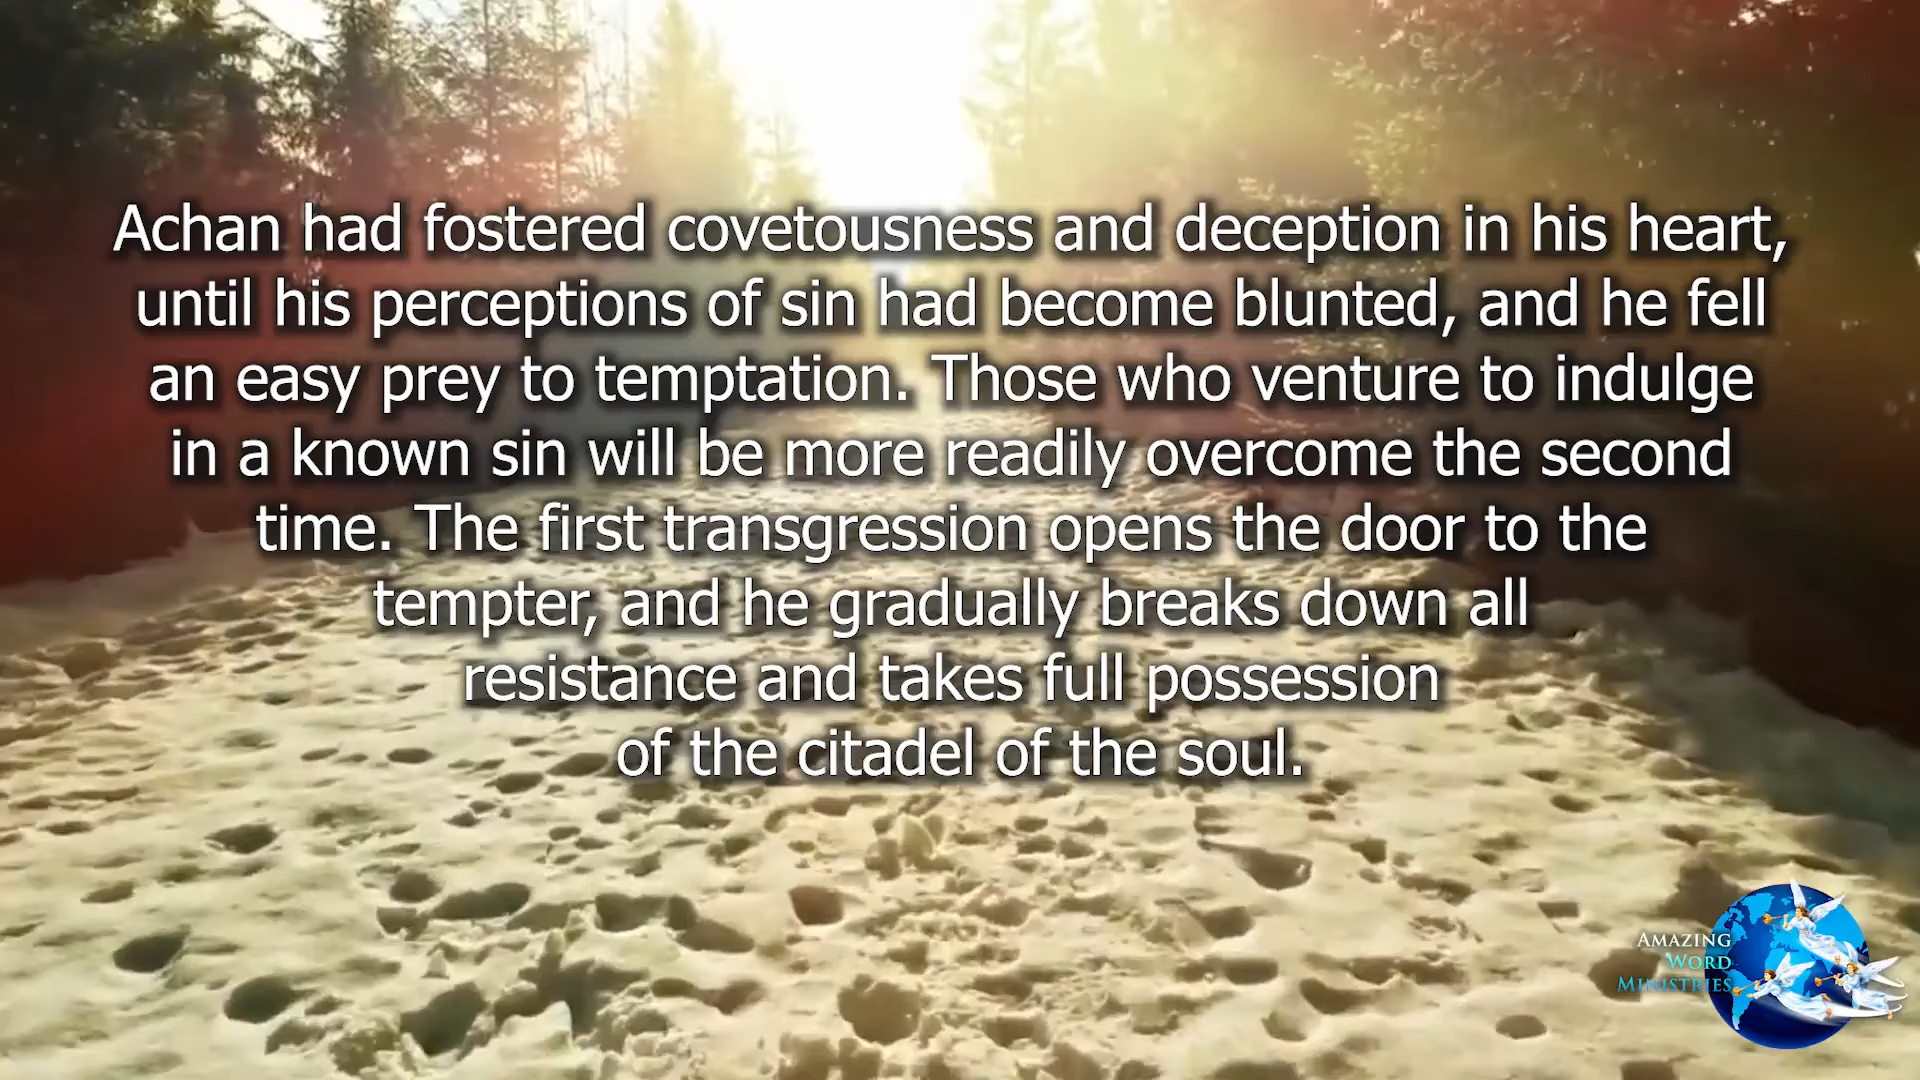 Achan had fostered covetousness and deception in his heart,
until his perceptions of sin had become blunted, and he fell
an easy prey to temptation. Those who venture to indulge
in a known sin will be more readily overcome the second
time. The first transgression opens the door to the
tempter, and he gradually breaks down all
resistance and takes full possession
of the citadel of the soul.
AMAZING
WORD
MINISTRIES